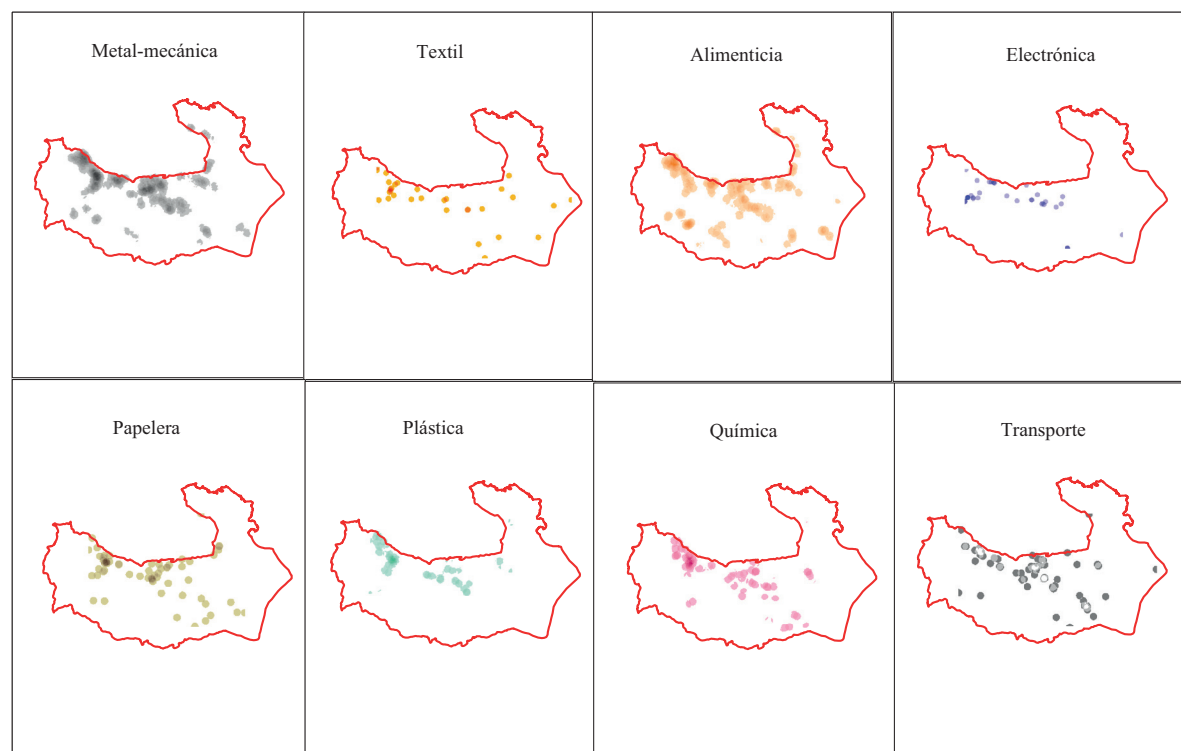 Metal-mecánica
Textil
Alimenticia
Electrónica
Papelera
Plástica
Química
Transporte